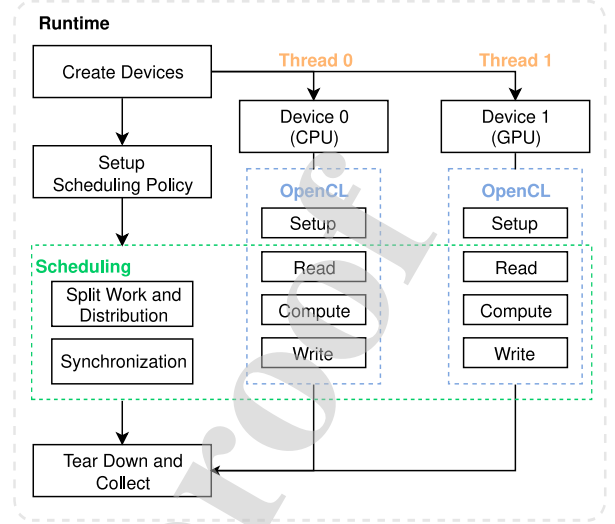 Runtime
Thread 0
Thread 1
Create Devices
Device 0
(CPU)
Device 1
(GPU)
Setup
Scheduling Policy
OpenCL
OpenCL
Setup
Setup
Scheduling
Read
Read
Split Work and
Distribution
Compute
Compute
Synchronization
Write
Write
Tear Down and
Collect
roof